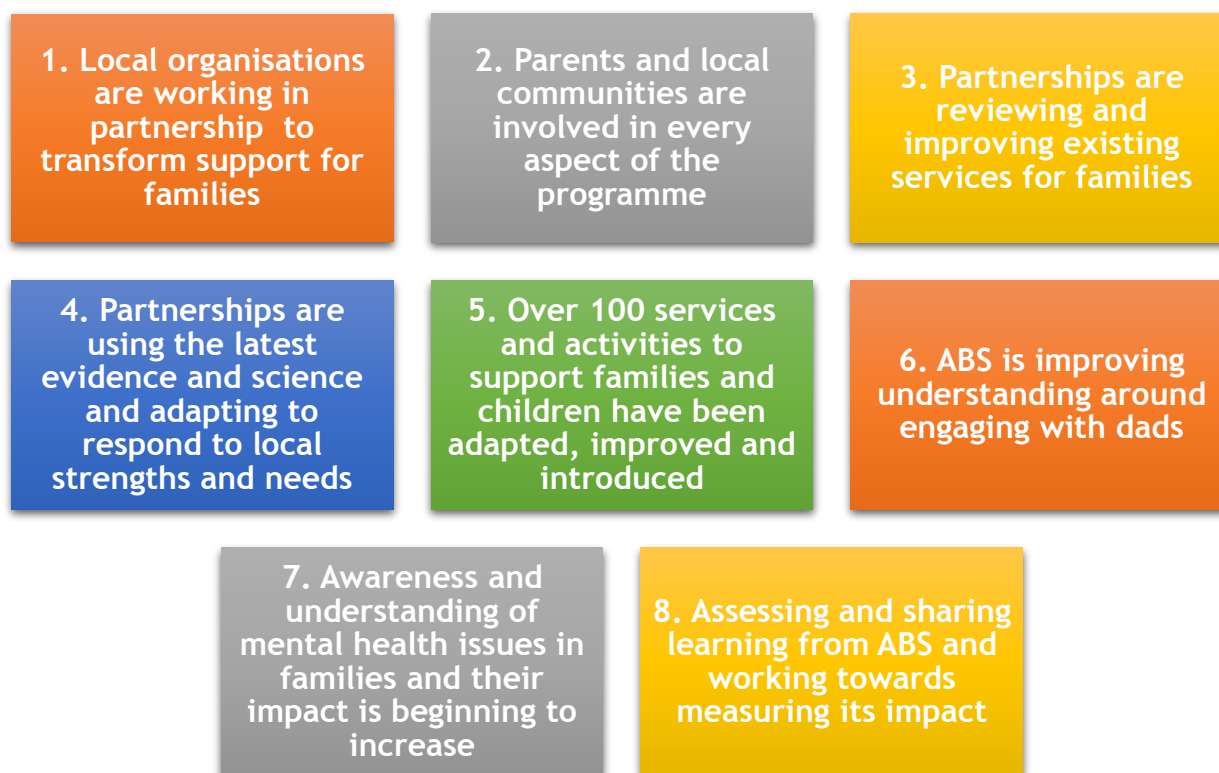 1. Local organisations
are working in
partnership to
transform support for
families
2. Parents and local
communities are
involved in every
aspect of the
programme
3. Partnerships are
reviewing and
improving existing
services for families
4. Partnerships are
using the latest
evidence and science
and adapting to
respond to local
strengths and needs
5. Over 100 services
and activities to
support families and
children have been
adapted, improved and
introduced
6. ABS is improving
understanding around
engaging with dads
7. Awareness and
understanding of
mental health issues in
families and their
impact is beginning to
increase
8. Assessing and sharing
learning from ABS and
working towards
measuring its impact